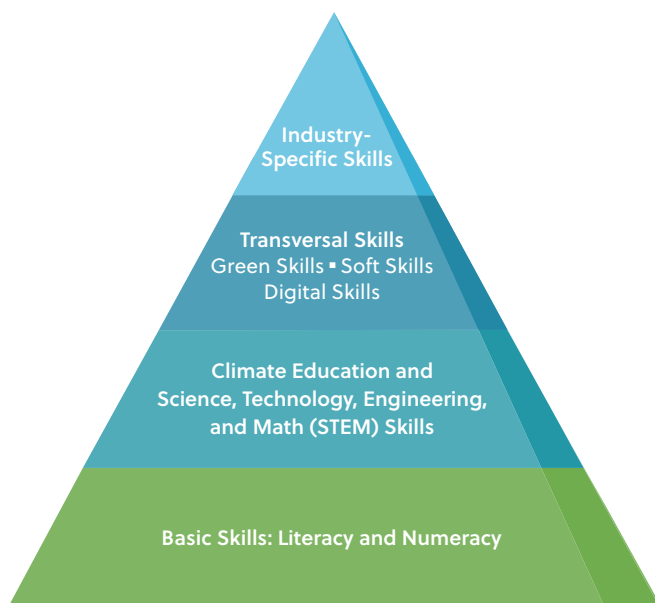 Industry-
Specific Skills
Transversal Skills
Green Skills ▪ Soft Skills
Digital Skills
Climate Education and
Science, Technology, Engineering,
and Math (STEM) Skills
Basic Skills: Literacy and Numeracy